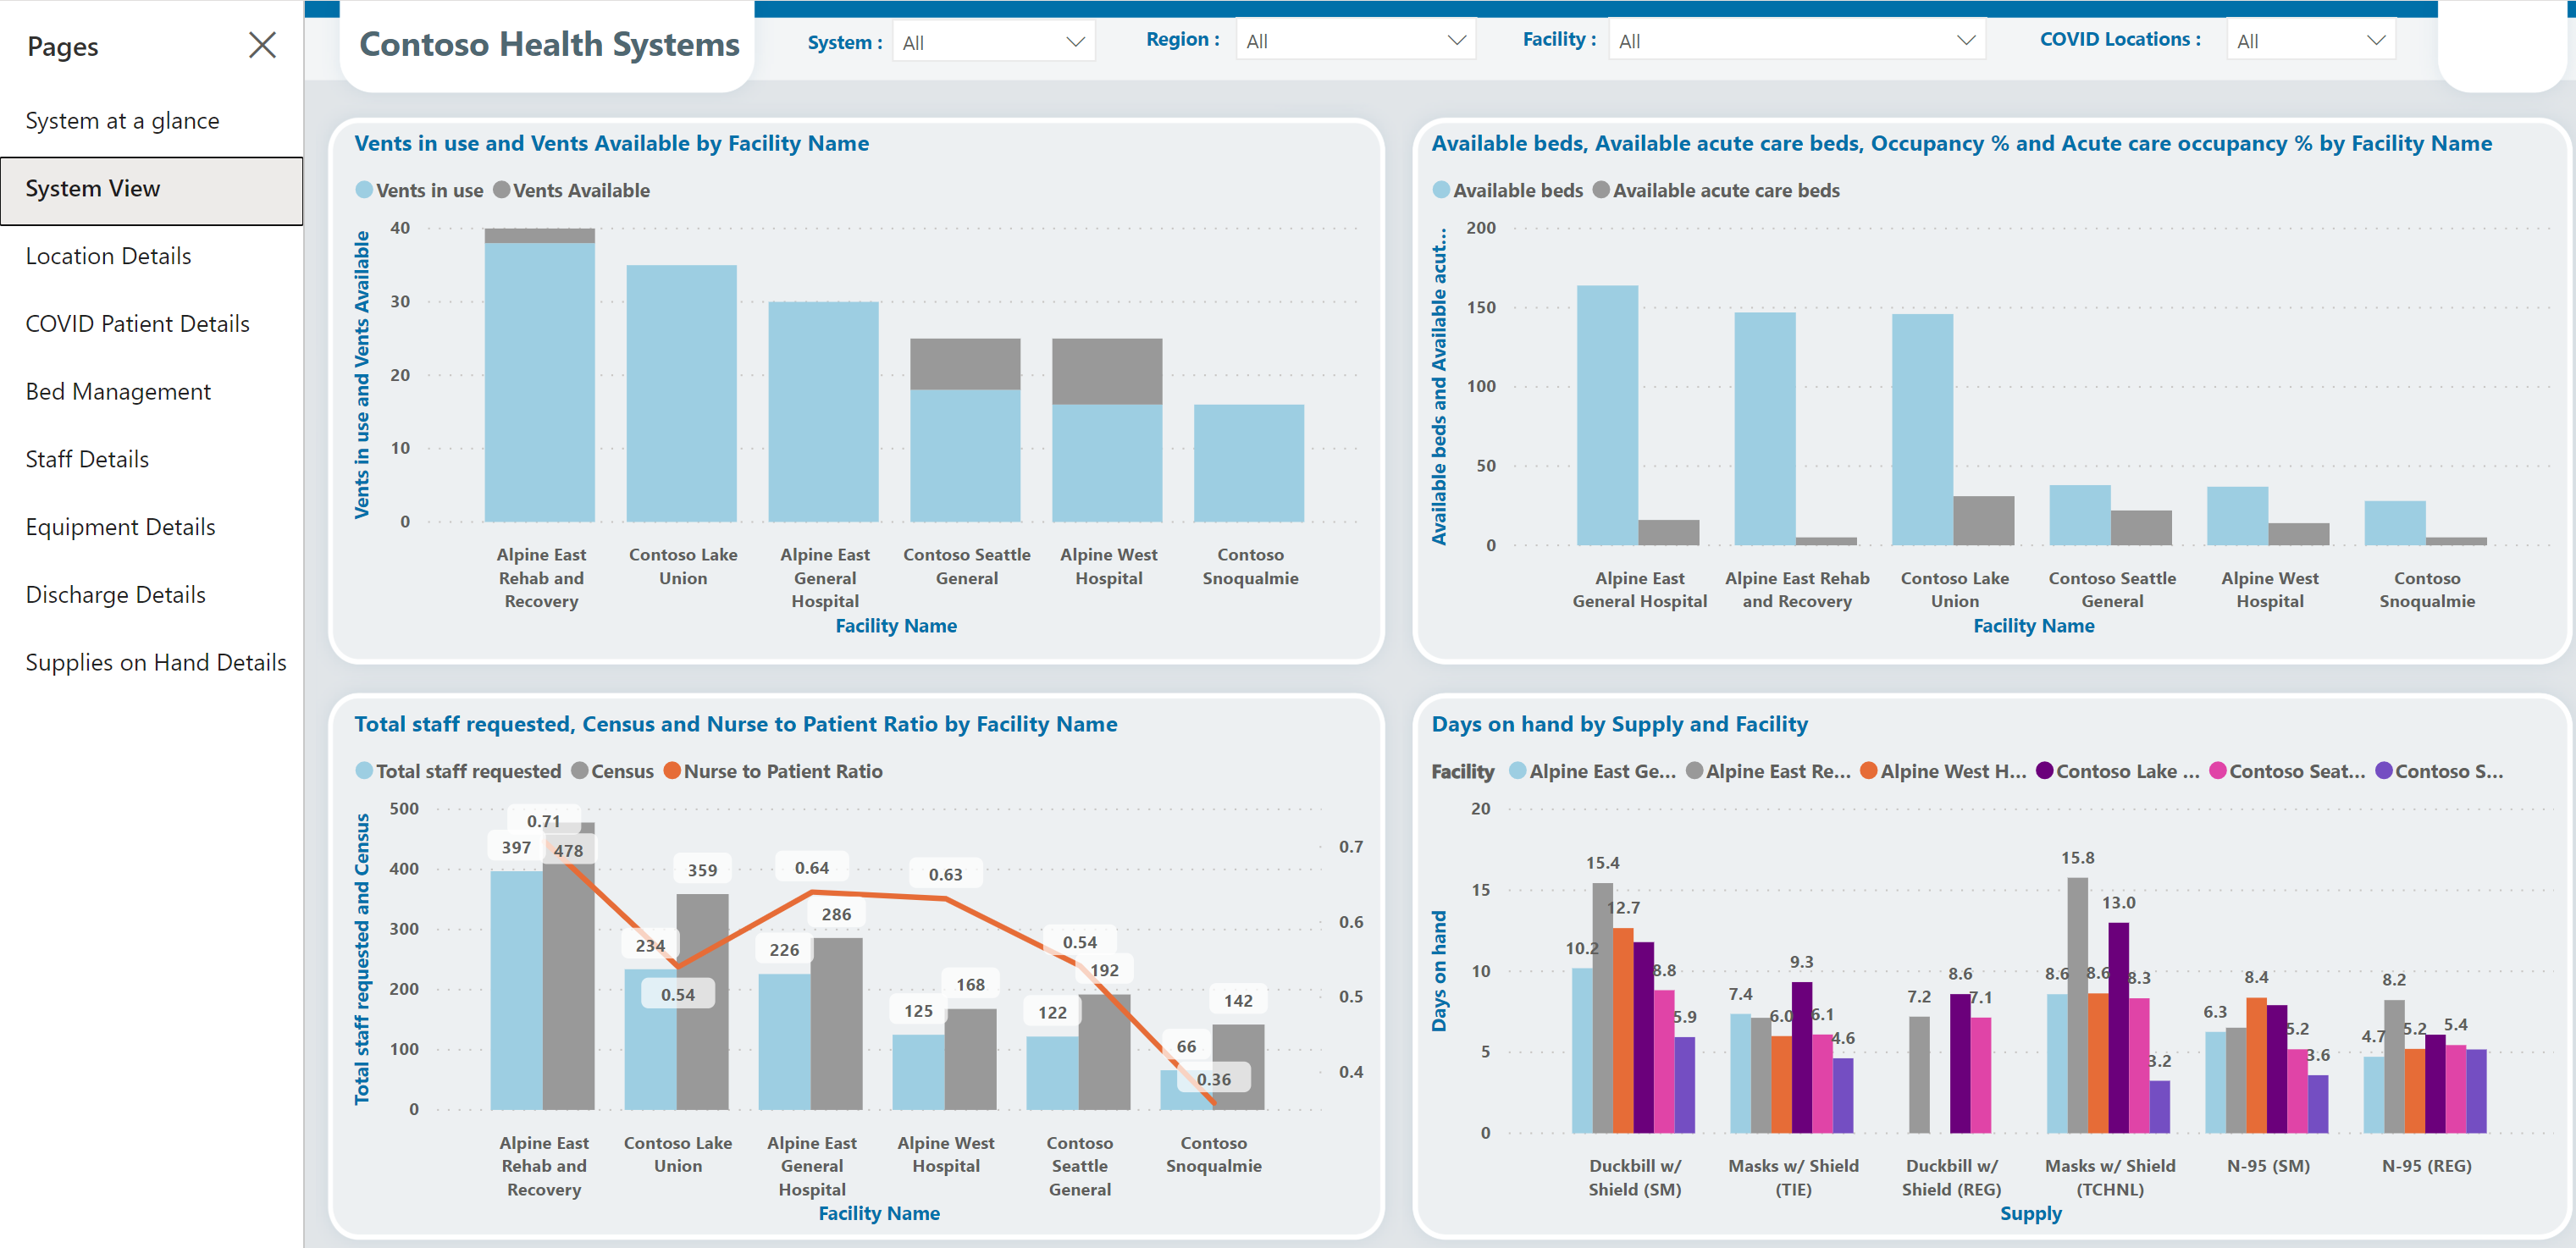 Pages
System at a glance
System View
Location Details
COVID Patient Details
Bed Management
Staff Details
Equipment Details
Discharge Details
Supplies on Hand Details
Contoso Health Systems
System : All
Region : All
Facility : All
COVID Locations : All
Vents in use and Vents Available by Facility Name
Vents in use Vents Available
Vents in use and Vents Available
40
30
20
10
0
Alpine East Rehab and Recovery
Contoso Lake Union
Alpine East General Hospital
Contoso Seattle General
Alpine West Hospital
Contoso Snoqualmie
Facility Name
Available beds, Available acute care beds, Occupancy % and Acute care occupancy % by Facility Name
Available beds Available acute care beds
Available beds and Available acut...
200
150
100
50
0
Alpine East General Hospital
Alpine East Rehab and Recovery
Contoso Lake Union
Contoso Seattle General
Alpine West Hospital
Contoso Snoqualmie
Facility Name
Total staff requested, Census and Nurse to Patient Ratio by Facility Name
Total staff requested Census Nurse to Patient Ratio
Total staff requested and Census
500
400
300
200
100
0
0.71
397
478
234
359
0.54
0.64
226
286
0.63
125
168
0.54
122
192
66
142
0.36
0.7
0.6
0.5
0.4
Alpine East Rehab and Recovery
Contoso Lake Union
Alpine East General Hospital
Alpine West Hospital
Contoso Seattle General
Contoso Snoqualmie
Facility Name
Days on hand by Supply and Facility
Facility Alpine East Ge... Alpine East Re... Alpine West H... Contoso Lake ... Contoso Seat... Contoso S...
Days on hand
20
15
10
5
0
10.2
15.4
12.7
8.8
5.9
7.4
6.0
9.3
6.1
4.6
7.2
8.6
7.1
8.6
15.8
8.6
13.0
8.3
3.2
6.3
8.4
5.2
3.6
4.7
8.2
5.2
5.4
Duckbill w/ Shield (SM)
Masks w/ Shield (TIE)
Duckbill w/ Shield (REG)
Masks w/ Shield (TCHNL)
N-95 (SM)
N-95 (REG)
Supply